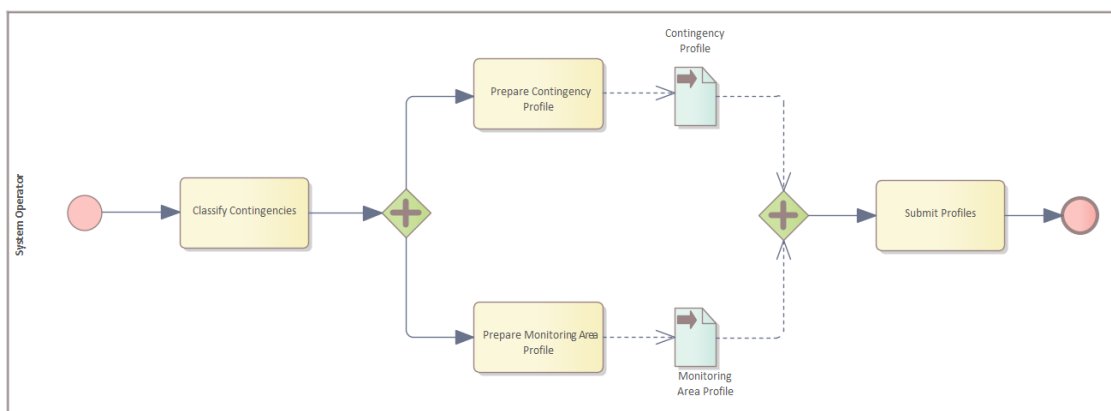 System Operator
Classify Contingencies
Prepare Contingency
Profile
Contingency
Profile
Prepare Monitoring Area
Profile
Monitoring
Area Profile
Submit Profiles